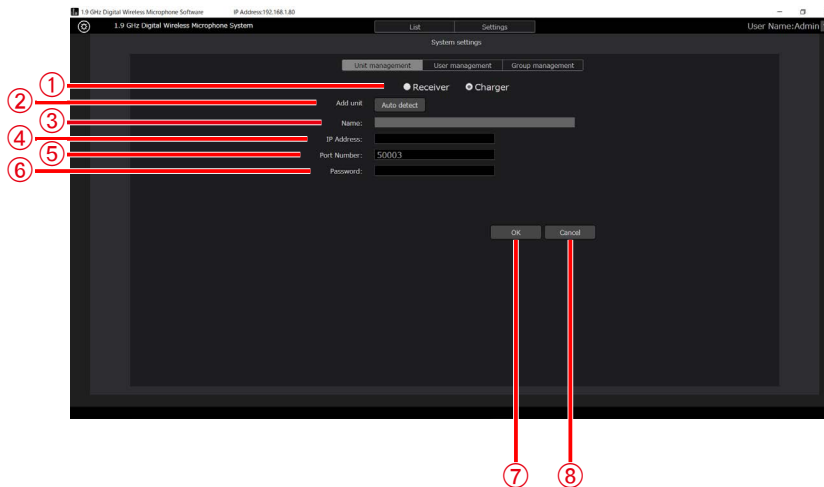 1.9 GHz Digital Wireless Microphone Software IP Address:192.168.1.80
1.9 GHz Digital Wireless Microphone System List Settings User Name:Admin
System settings
Unit management User management Group management
① Receiver Charger
② Add unit Auto detect
③ Name:
④ IP Address:
⑤ Port Number: 50003
⑥ Password:
OK Cancel
⑦ ⑧